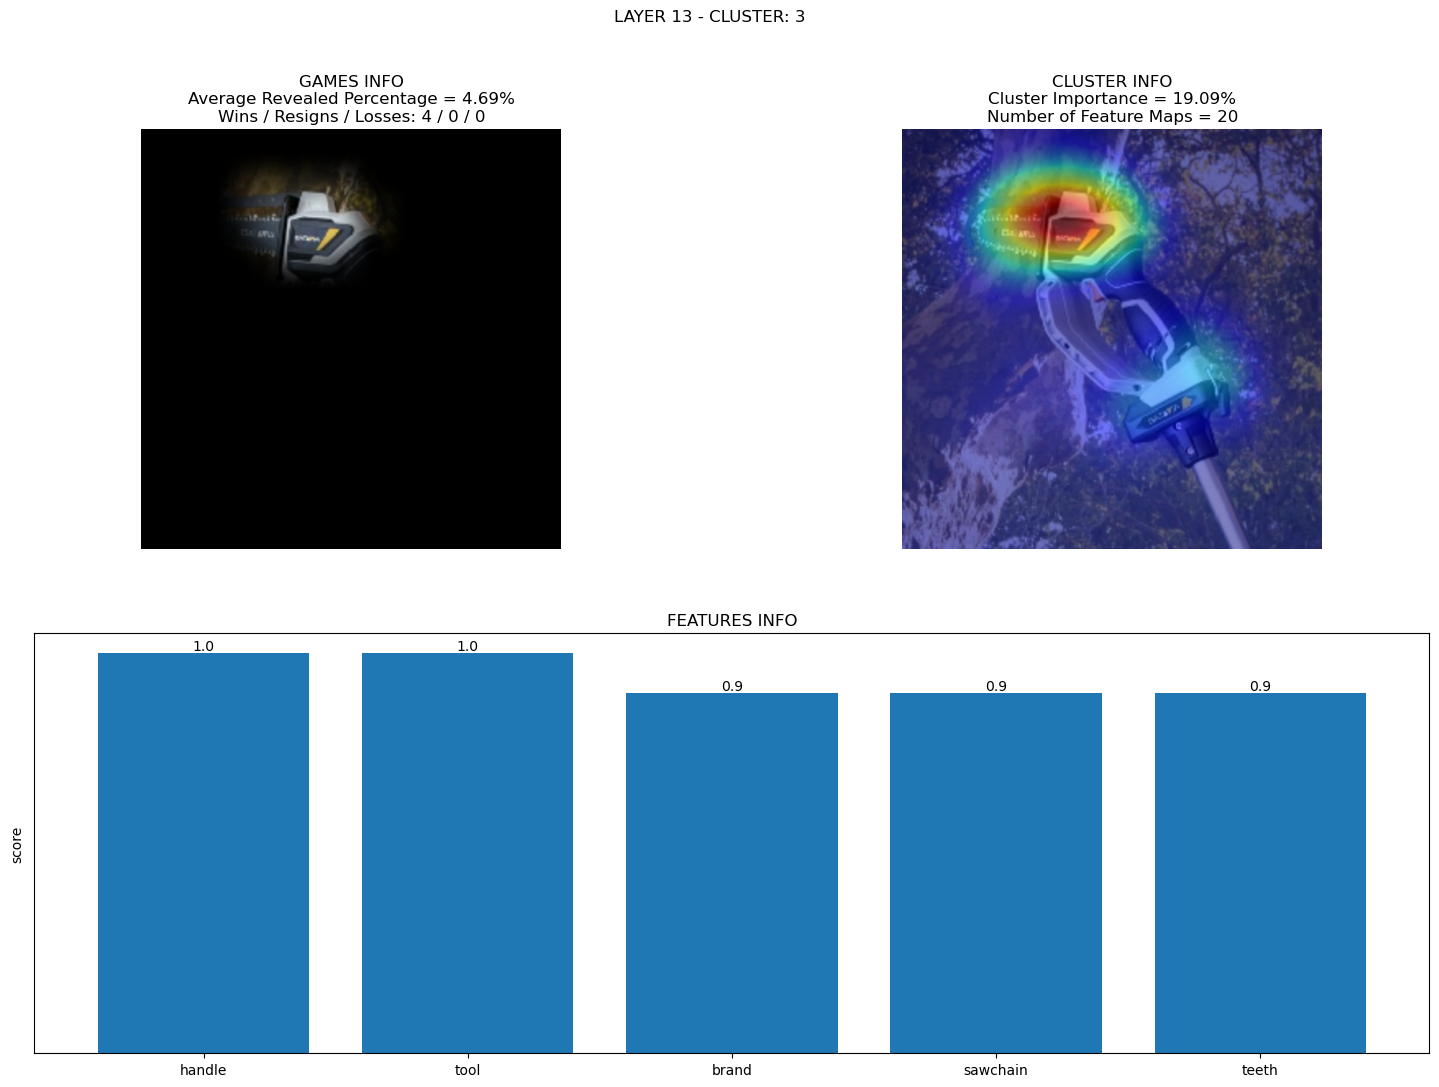 LAYER 13 - CLUSTER: 3
GAMES INFO
Average Revealed Percentage = 4.69%
Wins / Resigns / Losses: 4 / 0 / 0
CLUSTER INFO
Cluster Importance = 19.09%
Number of Feature Maps = 20
FEATURES INFO
score
1.0
1.0
0.9
0.9
0.9
handle
tool
brand
sawchain
teeth